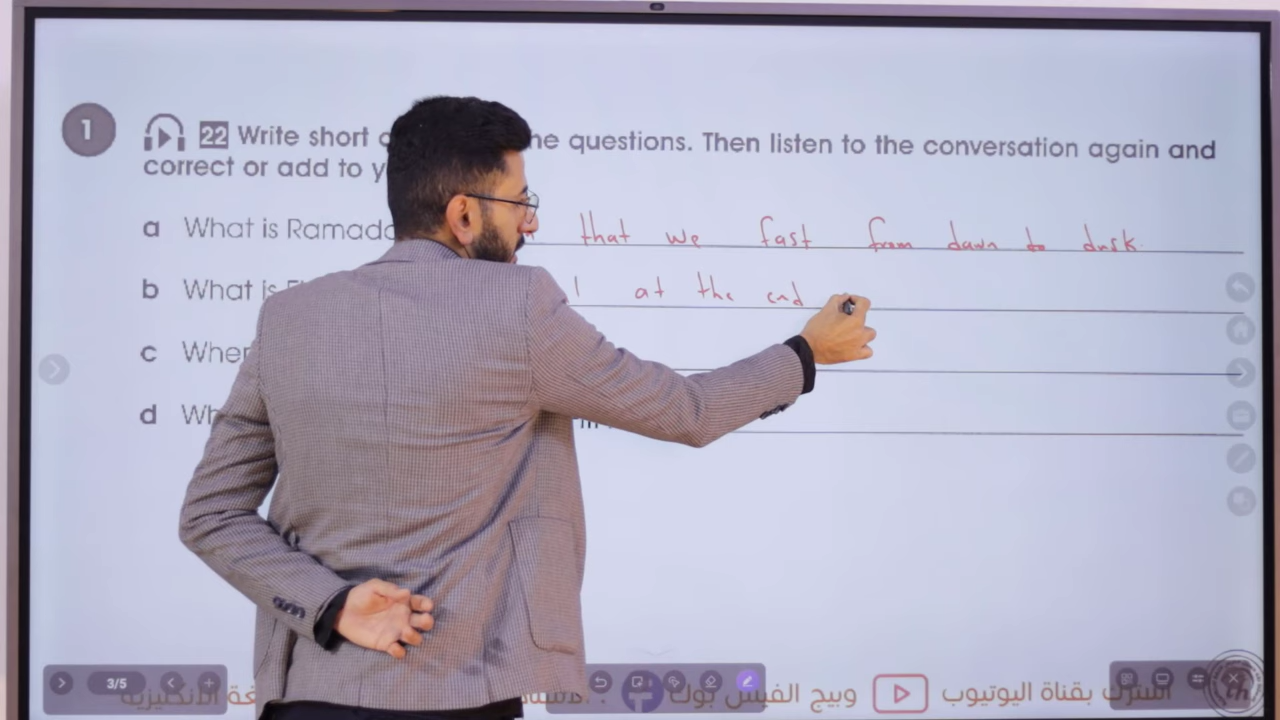 1 22 Write short he questions. Then listen to the conversation again and
correct or add to y
a What is Ramada that we fast from dawn to dusk.
b What is at the end
c When
d Wh
3/5
اشترك بقناة اليوتيوب وبيج الفيس بوك